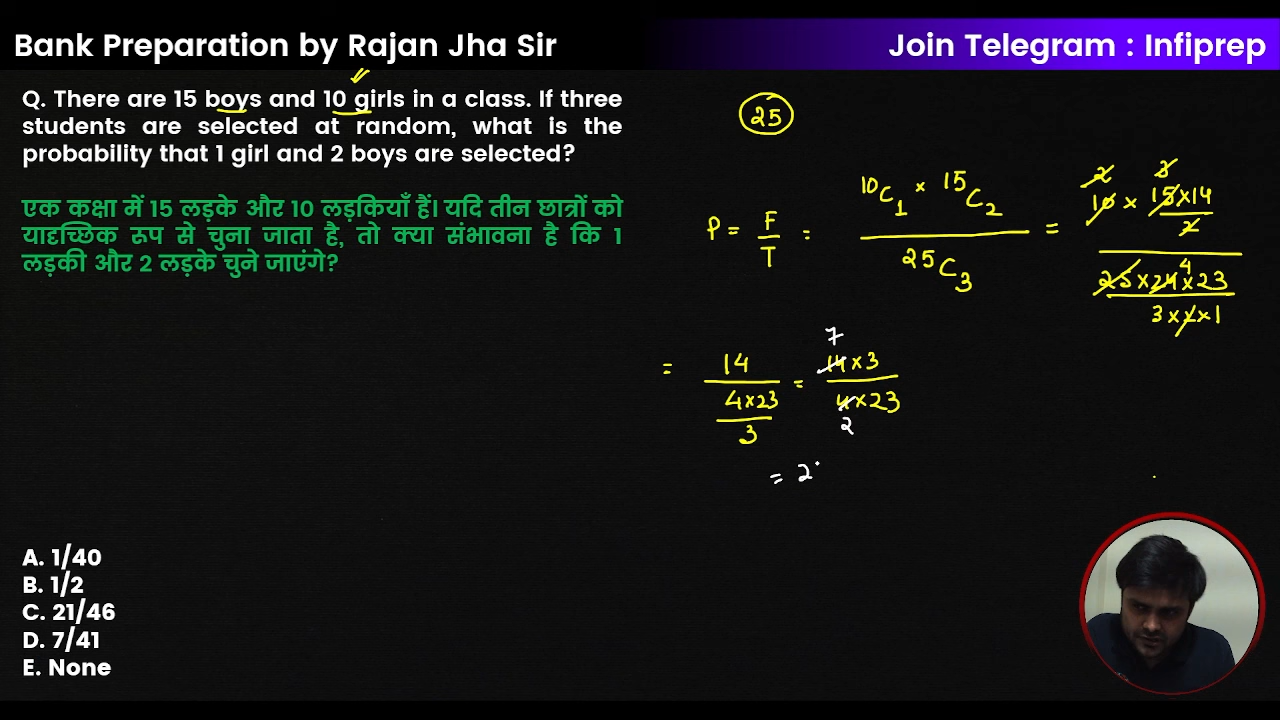 Bank Preparation by Rajan Jha Sir
Join Telegram : Infiprep
Q. There are 15 boys and 10 girls in a class. If three
students are selected at random, what is the
probability that 1 girl and 2 boys are selected?
एक कक्षा में 15 लड़के और 10 लड़कियाँ हैं। यदि तीन छात्रों को
यादृच्छिक रूप से चुना जाता है, तो क्या संभावना है कि 1
लड़की और 2 लड़के चुने जाएंगे?
A. 1/40
B. 1/2
C. 21/46
D. 7/41
E. None
25
2 3
P = F/T = (10C1 × 15C2)/(25C3) = (10 × (15×14)/2)/((25×24×23)/(3×2×1))
4
= 14/((4×23)/3) = (14×3)/(4×23)
7
2
= 2